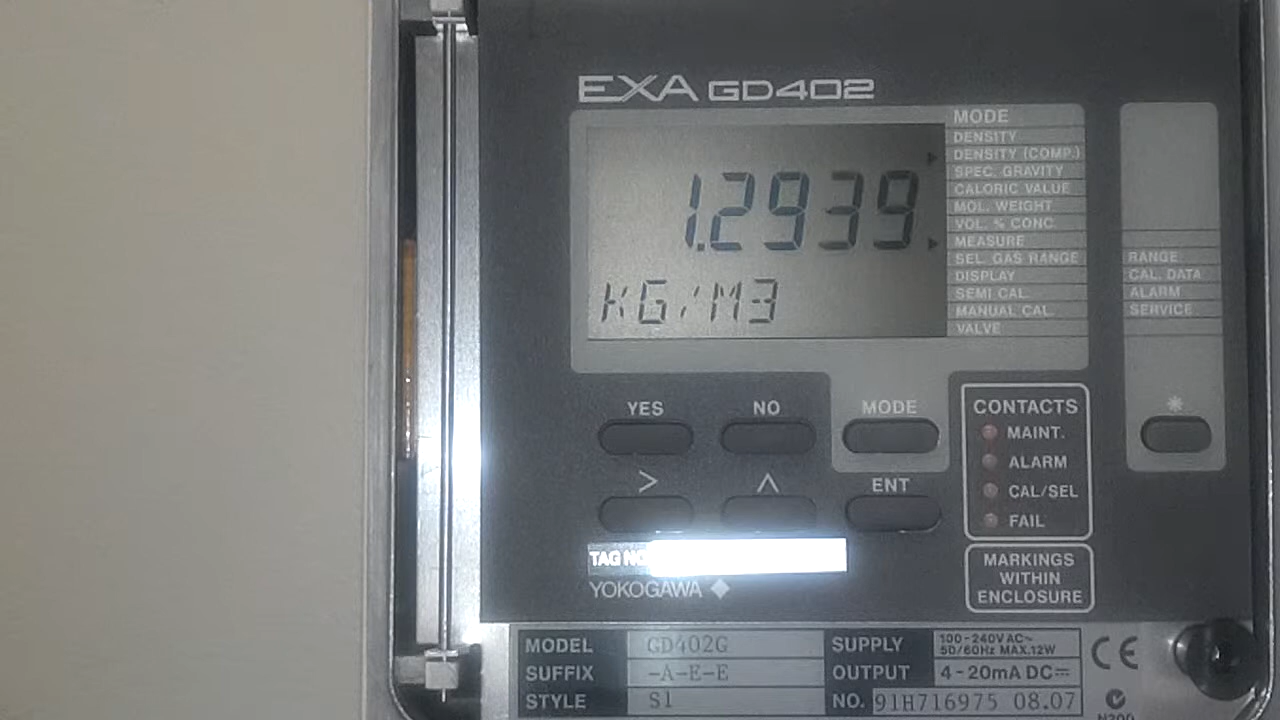 EXA GD402
MODE
DENSITY
DENSITY (COMP.)
SPEC. GRAVITY
CALORIC VALUE
MOL. WEIGHT
VOL. % CONC.
MEASURE
SEL. GAS RANGE
DISPLAY
SEMI CAL.
MANUAL CAL.
VALVE
1.2939
KG/M3
RANGE
CAL. DATA
ALARM
SERVICE
YES NO MODE
> ∧ ENT
CONTACTS
MAINT.
ALARM
CAL/SEL
FAIL
TAG NO
YOKOGAWA
MARKINGS
WITHIN
ENCLOSURE
MODEL GD402G
SUFFIX -A-E-E
STYLE S1
SUPPLY 100-240V AC~
50/60Hz MAX.12W
OUTPUT 4-20mA DC
NO. 91H716975 08.07
CE
N200